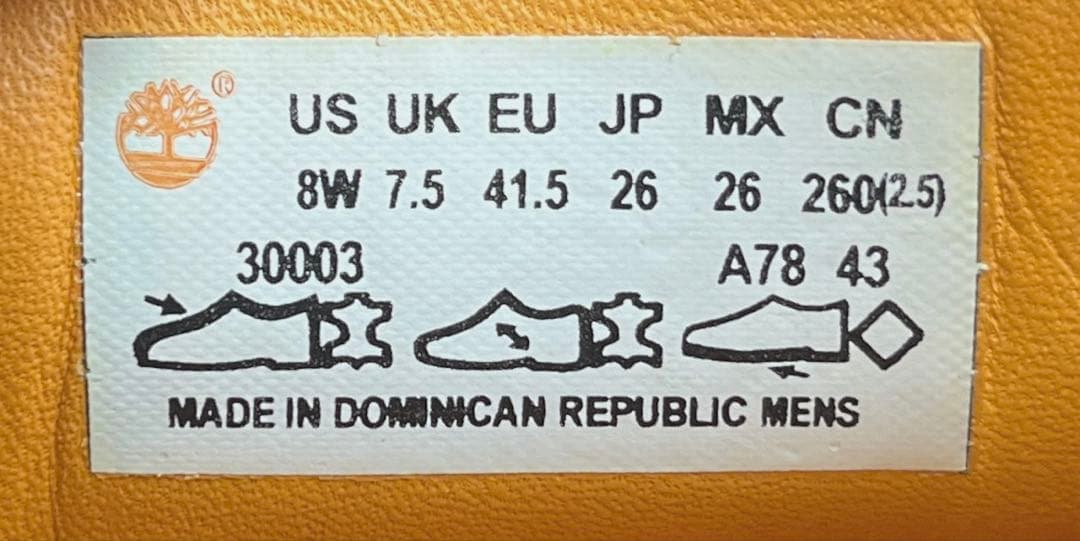 ®
US UK EU JP MX CN
8W 7.5 41.5 26 26 260(2.5)
30003 A78 43
MADE IN DOMINICAN REPUBLIC MENS